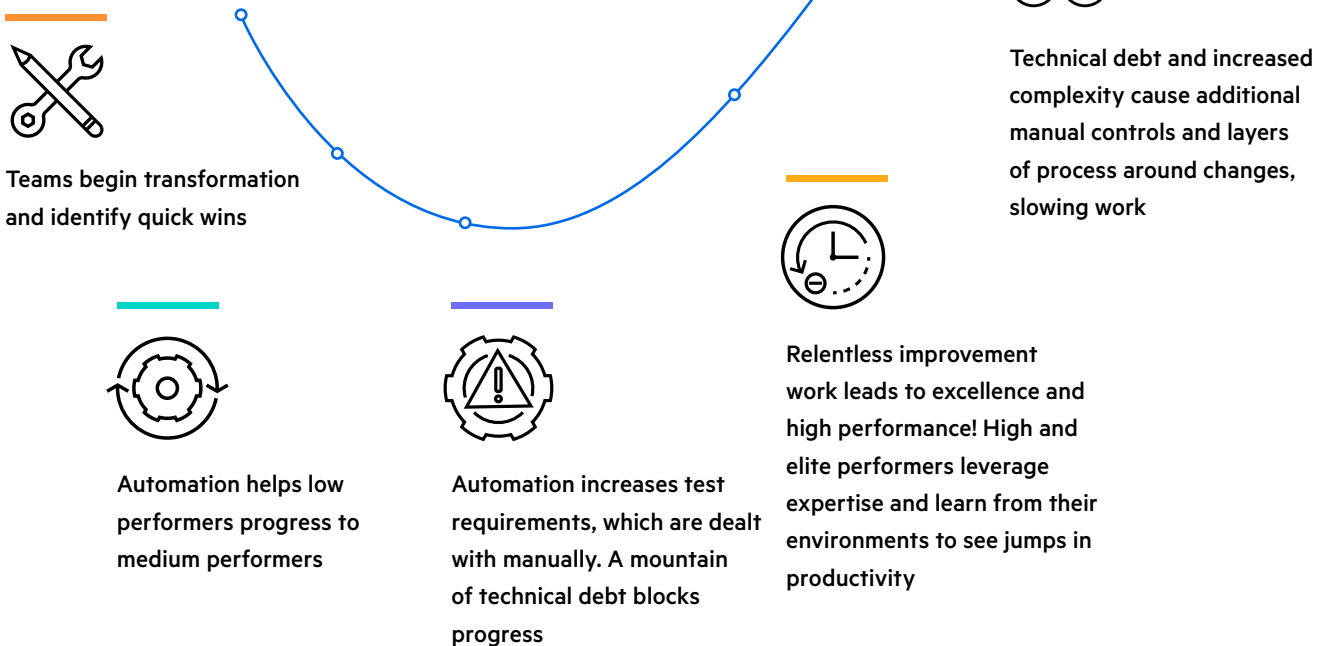 Teams begin transformation
and identify quick wins
Automation helps low
performers progress to
medium performers
Automation increases test
requirements, which are dealt
with manually. A mountain
of technical debt blocks
progress
Relentless improvement
work leads to excellence and
high performance! High and
elite performers leverage
expertise and learn from their
environments to see jumps in
productivity
Technical debt and increased
complexity cause additional
manual controls and layers
of process around changes,
slowing work